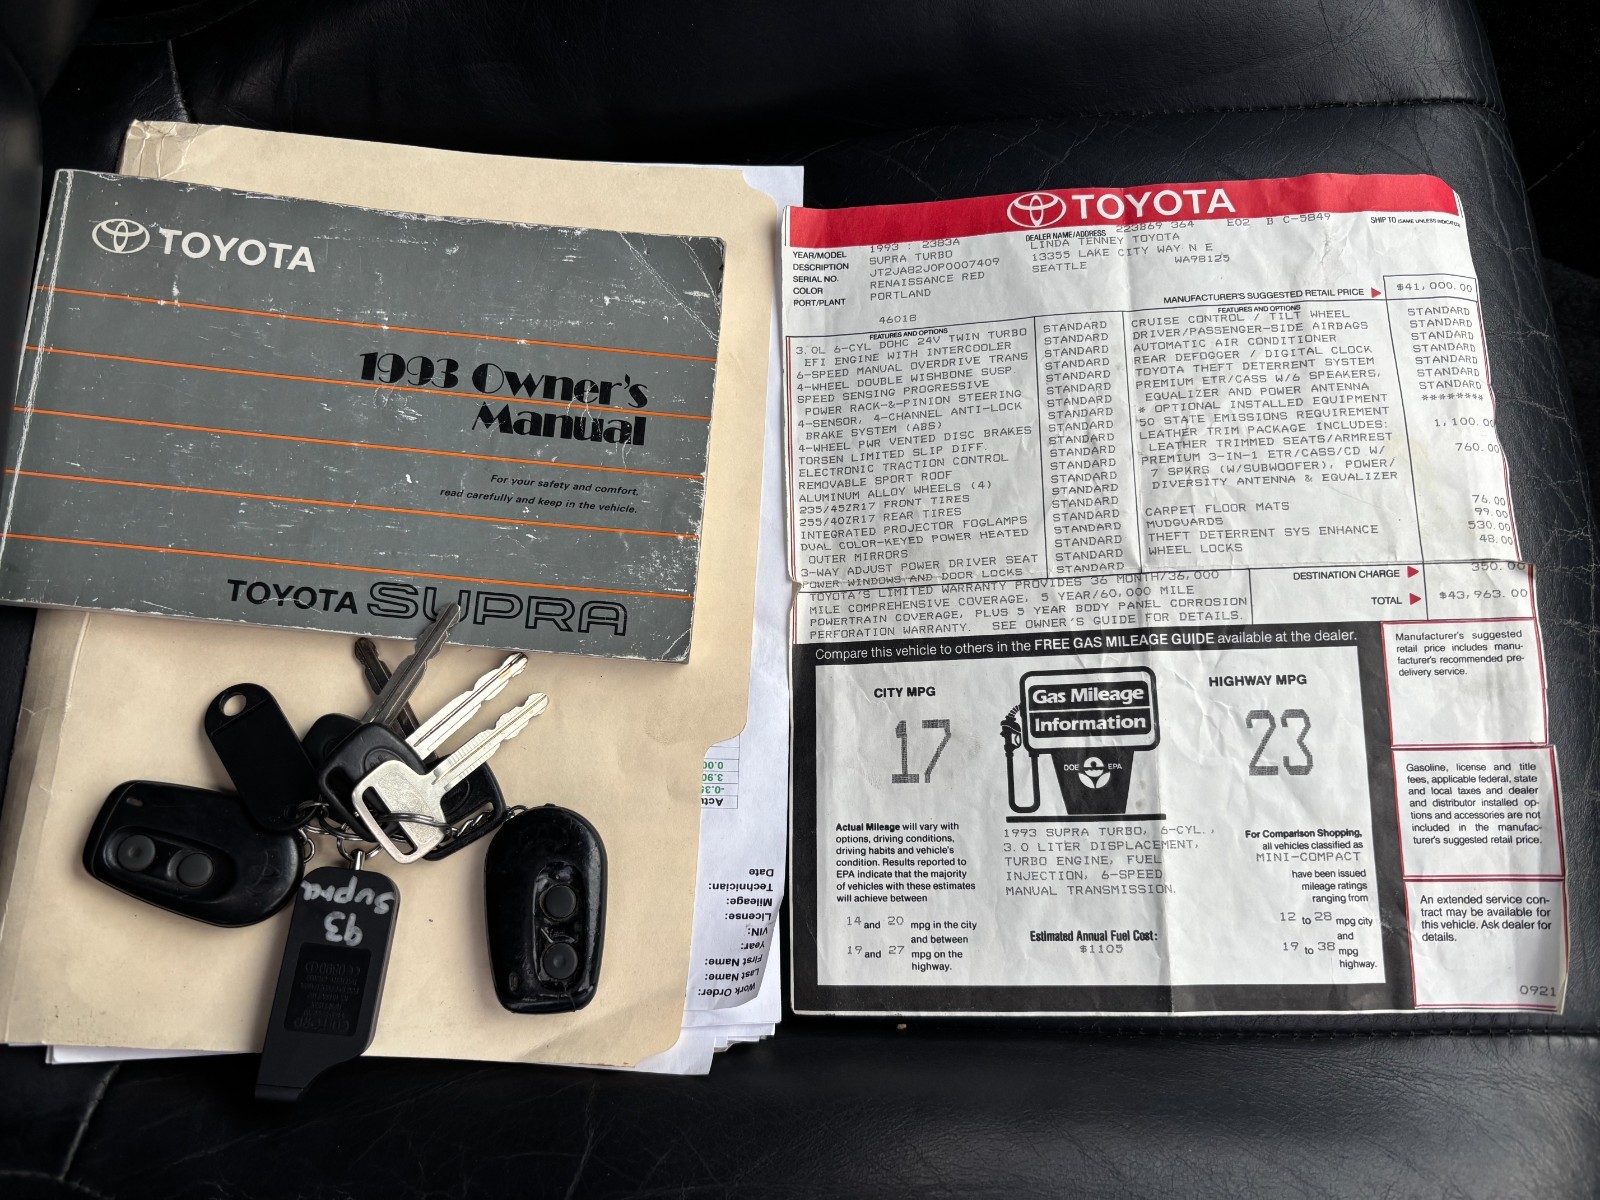 TOYOTA
1993 Owner's
Manual
For your safety and comfort,
read carefully and keep in the vehicle.
TOYOTA SUPRA
93
Supra
0.00
3.90
-0.35
Date
Technician:
Mileage:
License:
VIN:
Year:
First Name:
Last Name:
Work Order:
TOYOTA
223869 364 E02 B C-5849
YEAR/MODEL 1993 : 2383A
DESCRIPTION SUPRA TURBO
SERIAL NO. JT2JA82J0P0007409
COLOR RENAISSANCE RED
PORT/PLANT PORTLAND
4601B
DEALER NAME/ADDRESS
LINDA TENNEY TOYOTA
13355 LAKE CITY WAY N E
SEATTLE WA98125
SHIP TO (SAME UNLESS INDICATED
MANUFACTURER'S SUGGESTED RETAIL PRICE $41,000.00
FEATURES AND OPTIONS
3.0L 6-CYL DOHC 24V TWIN TURBO STANDARD
EFI ENGINE WITH INTERCOOLER STANDARD
6-SPEED MANUAL OVERDRIVE TRANS STANDARD
4-WHEEL DOUBLE WISHBONE SUSP. STANDARD
SPEED SENSING PROGRESSIVE STANDARD
POWER RACK-&-PINION STEERING STANDARD
4-SENSOR, 4-CHANNEL ANTI-LOCK STANDARD
BRAKE SYSTEM (ABS) STANDARD
4-WHEEL PWR VENTED DISC BRAKES STANDARD
TORSEN LIMITED SLIP DIFF. STANDARD
ELECTRONIC TRACTION CONTROL STANDARD
REMOVABLE SPORT ROOF STANDARD
ALUMINUM ALLOY WHEELS (4) STANDARD
235/45ZR17 FRONT TIRES STANDARD
255/40ZR17 REAR TIRES STANDARD
INTEGRATED PROJECTOR FOGLAMPS STANDARD
DUAL COLOR-KEYED POWER HEATED STANDARD
OUTER MIRRORS STANDARD
3-WAY ADJUST POWER DRIVER SEAT STANDARD
POWER WINDOWS AND DOOR LOCKS STANDARD
FEATURES AND OPTIONS
CRUISE CONTROL / TILT WHEEL STANDARD
DRIVER/PASSENGER-SIDE AIRBAGS STANDARD
AUTOMATIC AIR CONDITIONER STANDARD
REAR DEFOGGER / DIGITAL CLOCK STANDARD
TOYOTA THEFT DETERRENT SYSTEM STANDARD
PREMIUM ETR/CASS W/6 SPEAKERS, STANDARD
EQUALIZER AND POWER ANTENNA STANDARD
* OPTIONAL INSTALLED EQUIPMENT ********
50 STATE EMISSIONS REQUIREMENT
LEATHER TRIM PACKAGE INCLUDES: 1,100.00
LEATHER TRIMMED SEATS/ARMREST
PREMIUM 3-IN-1 ETR/CASS/CD W/ 760.00
7 SPKRS (W/SUBWOOFER), POWER/
DIVERSITY ANTENNA & EQUALIZER
CARPET FLOOR MATS 76.00
MUDGUARDS 99.00
THEFT DETERRENT SYS ENHANCE 530.00
WHEEL LOCKS 48.00
TOYOTA'S LIMITED WARRANTY PROVIDES 36 MONTH/36,000
MILE COMPREHENSIVE COVERAGE, 5 YEAR/60,000 MILE
POWERTRAIN COVERAGE, PLUS 5 YEAR BODY PANEL CORROSION
PERFORATION WARRANTY. SEE OWNER'S GUIDE FOR DETAILS.
DESTINATION CHARGE 350.00
TOTAL $43,963.00
Compare this vehicle to others in the FREE GAS MILEAGE GUIDE available at the dealer.
CITY MPG
17
Gas Mileage
Information
DOE EPA
HIGHWAY MPG
23
Actual Mileage will vary with
options, driving conditions,
driving habits and vehicle's
condition. Results reported to
EPA indicate that the majority
of vehicles with these estimates
will achieve between
14 and 20 mpg in the city
and between
19 and 27 mpg on the
highway.
1993 SUPRA TURBO, 6-CYL.,
3.0 LITER DISPLACEMENT,
TURBO ENGINE, FUEL
INJECTION, 6-SPEED
MANUAL TRANSMISSION.
Estimated Annual Fuel Cost:
$1105
For Comparison Shopping,
all vehicles classified as
MINI-COMPACT
have been issued
mileage ratings
ranging from
12 to 28 mpg city
and
19 to 38 mpg
highway.
Manufacturer's suggested
retail price includes manu-
facturer's recommended pre-
delivery service.
Gasoline, license and title
fees, applicable federal, state
and local taxes and dealer
and distributor installed op-
tions and accessories are not
included in the manufac-
turer's suggested retail price.
An extended service con-
tract may be available for
this vehicle. Ask dealer for
details.
0921